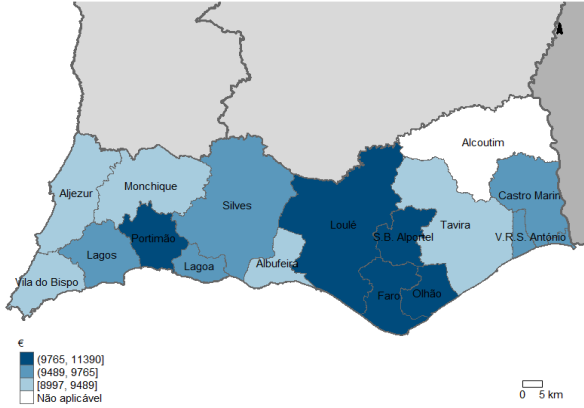 Alcoutim
Aljezur
Monchique
Castro Marim
Silves
Loulé
Tavira
Portimão
S.B. Alportel
V.R.S. António
Lagos
Lagoa
Albufeira
Vila do Bispo
Faro
Olhão
€
(9765, 11390]
(9489, 9765]
[8997, 9489]
Não aplicável
0 5 km